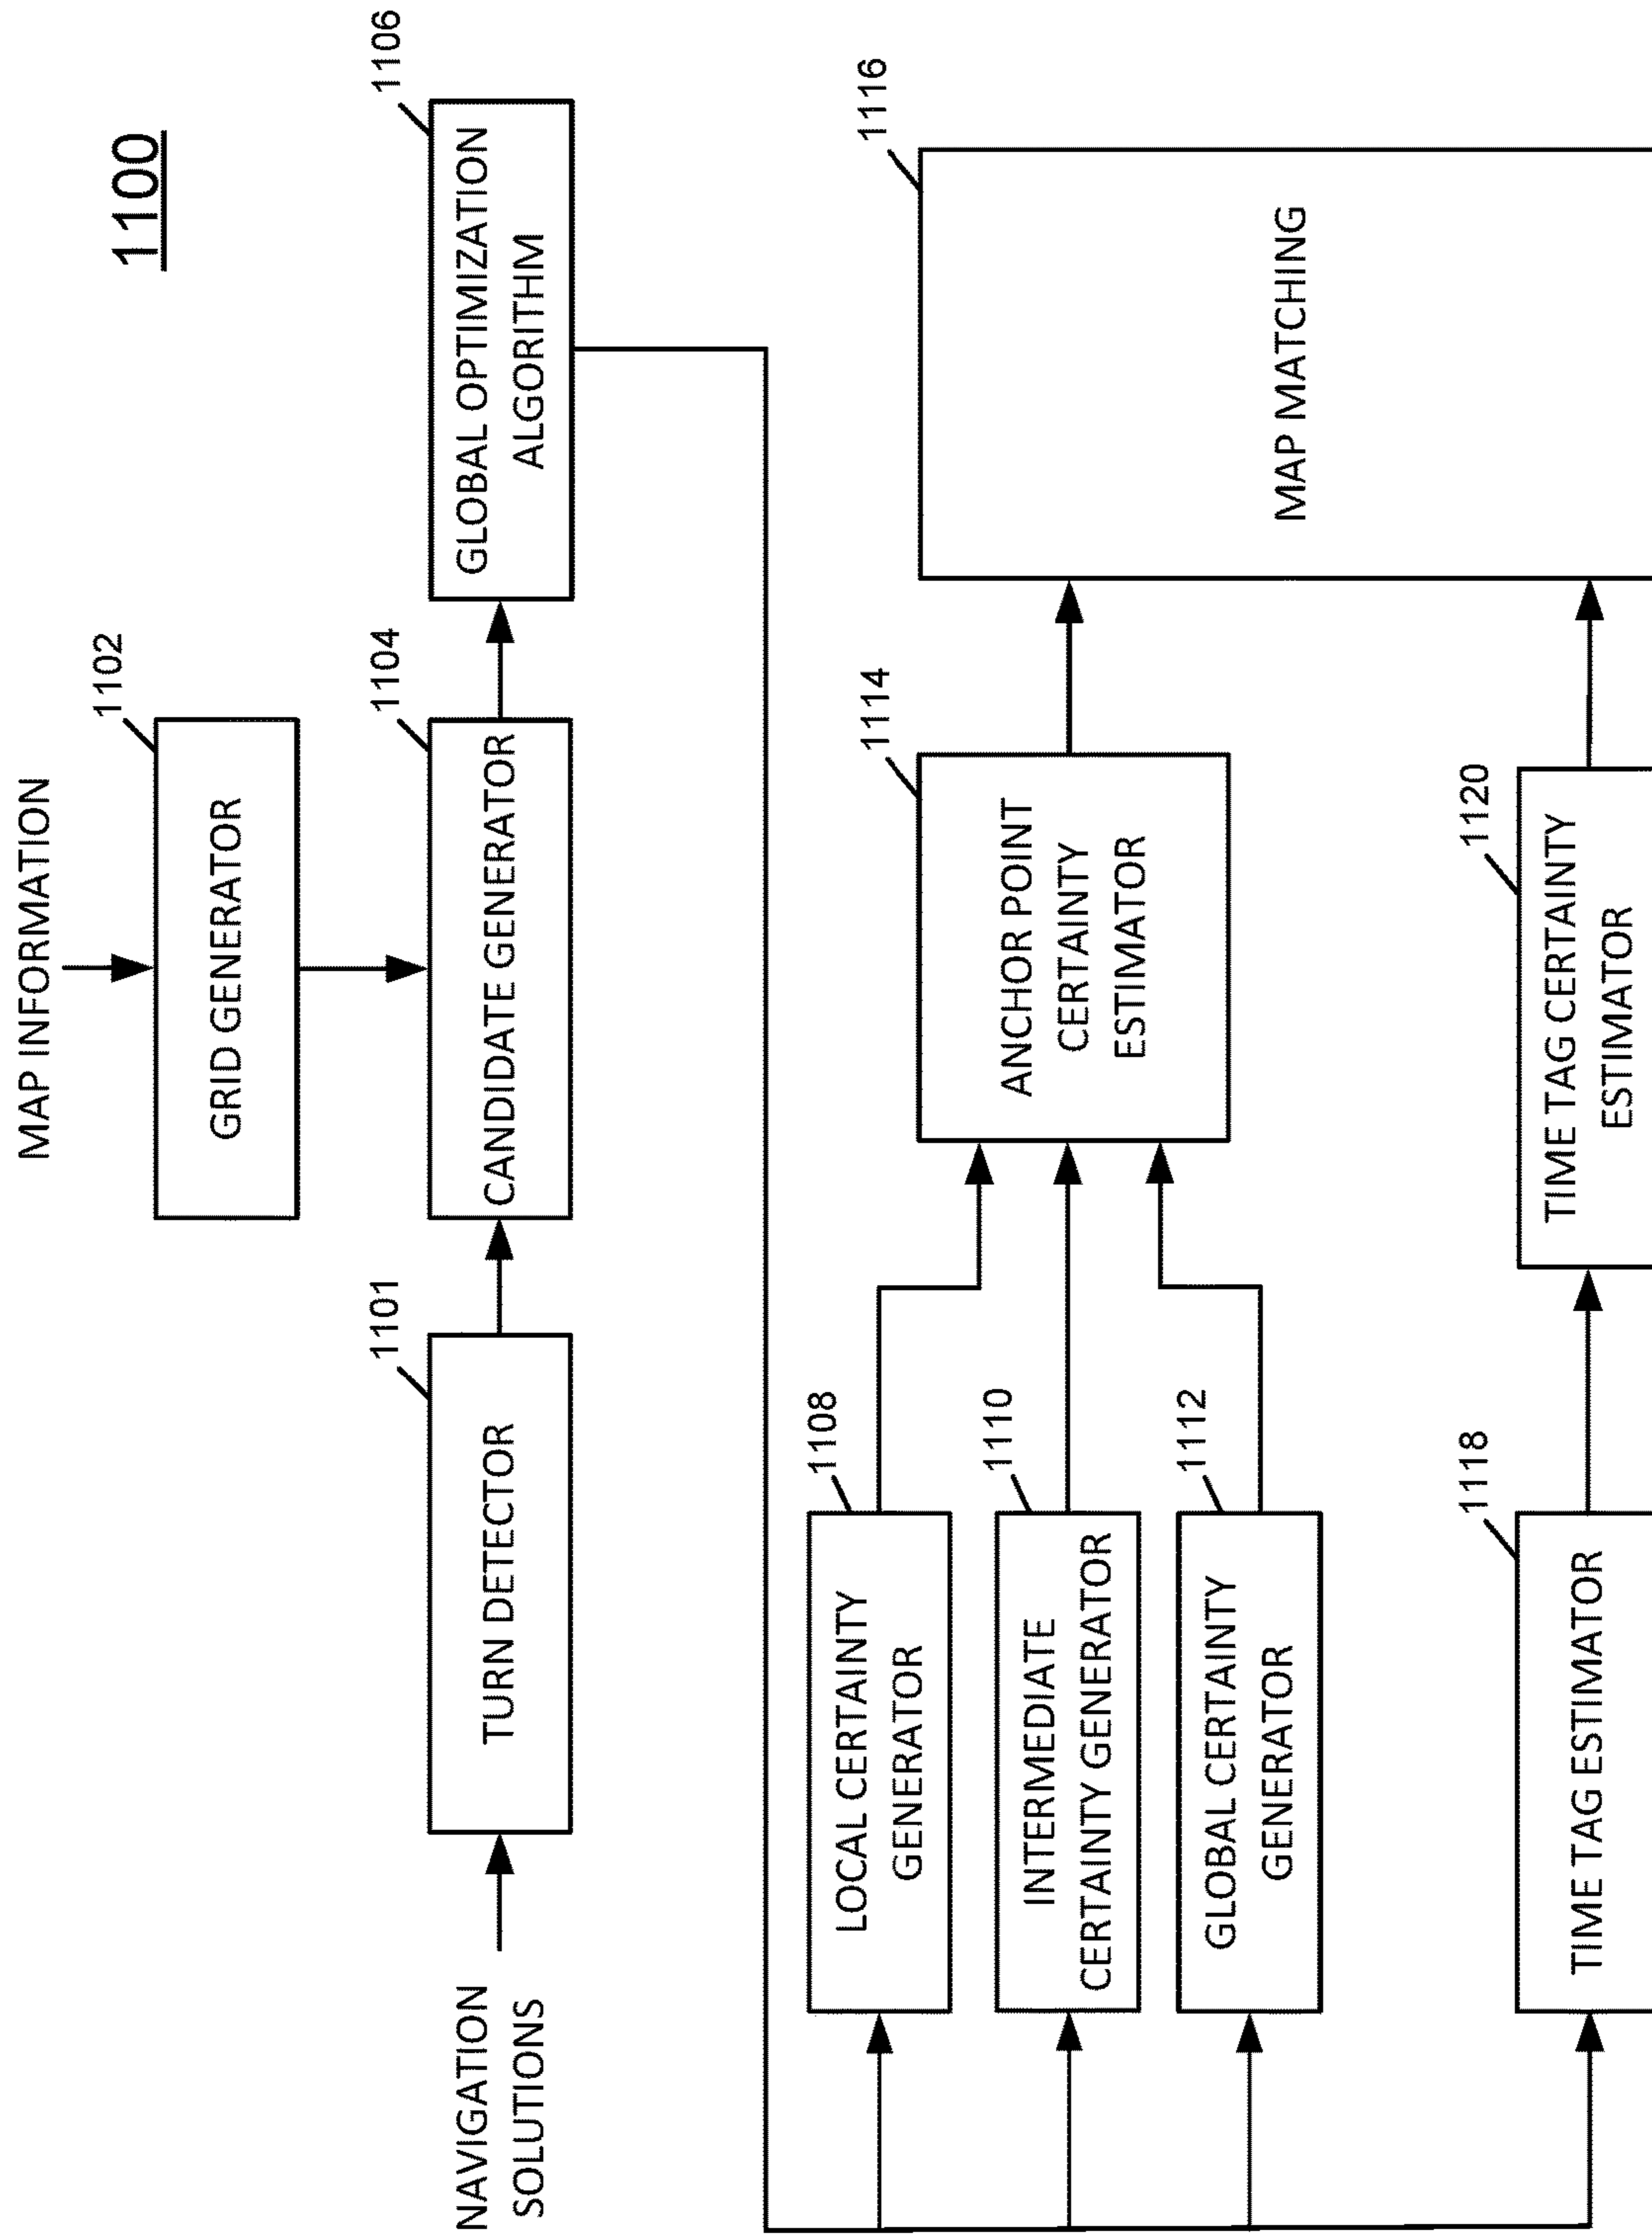 1100
MAP INFORMATION
1102
GRID GENERATOR
1101
TURN DETECTOR
1104
CANDIDATE GENERATOR
1106
GLOBAL OPTIMIZATION
ALGORITHM
NAVIGATION
SOLUTIONS
1108
LOCAL CERTAINTY
GENERATOR
1110
INTERMEDIATE
CERTAINTY GENERATOR
1112
GLOBAL CERTAINTY
GENERATOR
1114
ANCHOR POINT
CERTAINTY
ESTIMATOR
1116
MAP MATCHING
1118
TIME TAG ESTIMATOR
1120
TIME TAG CERTAINTY
ESTIMATOR